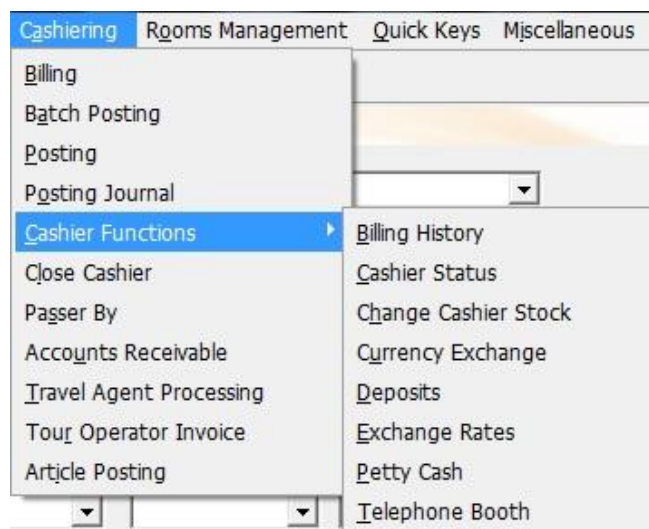 Cashiering Rooms Management Quick Keys Miscellaneous
Billing
Batch Posting
Posting
Posting Journal
Cashier Functions
Close Cashier
Passer By
Accounts Receivable
Travel Agent Processing
Tour Operator Invoice
Article Posting
Billing History
Cashier Status
Change Cashier Stock
Currency Exchange
Deposits
Exchange Rates
Petty Cash
Telephone Booth